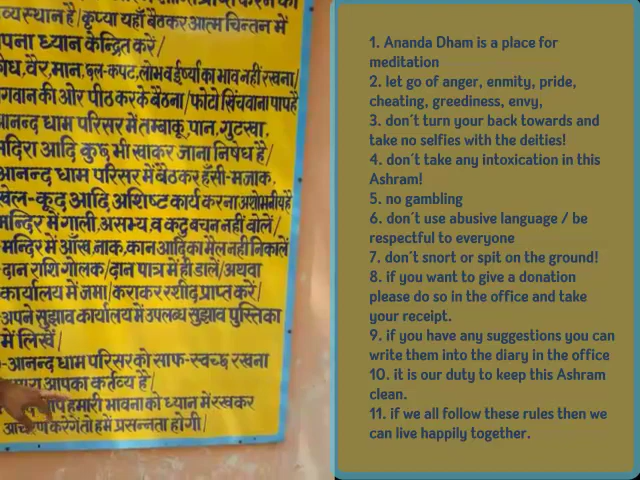 व्यस्थान है/कृप्या यहाँ बैठकर आत्म चिन्तन में
पना ध्यान केन्द्रित करें/
वैर,मान,छल-कपट,लोभ व ईर्ष्या का भाव नहीं रखना/
गवान की ओर पीठ करके बैठना/फोटो खिंचवाना पाप है
आनन्द धाम परिसर में तम्बाकू,पान,गुटखा,
मदिरा आदि कुछ भी खाकर जाना निषेध है/
आनन्द धाम परिसर में बैठकर हँसी-मजाक,
खेल-कूद आदि अशिष्ट कार्य करना अशोभनीय है
मन्दिर में गाली,असभ्य,व कटु वचन नहीं बोलें/
मन्दिर में आँख,नाक,कान आदि का मैल नहीं निकालें
-दान राशि गोलक/दान पात्र में ही डालें/अथवा
कार्यालय में जमा/कराकर रशीद प्राप्त करें/
अपने सुझाव कार्यालय में उपलब्ध सुझाव पुस्तिका
में लिखें/
-आनन्द धाम परिसर को साफ-स्वच्छ रखना
आपका कर्तव्य है/
हमारी भावना को ध्यान में रखकर
करेगें तो हमें प्रसन्नता होगी/
1. Ananda Dham is a place for
meditation
2. let go of anger, enmity, pride,
cheating, greediness, envy,
3. don´t turn your back towards and
take no selfies with the deities!
4. don´t take any intoxication in this
Ashram!
5. no gambling
6. don´t use abusive language / be
respectful to everyone
7. don´t snort or spit on the ground!
8. if you want to give a donation
please do so in the office and take
your receipt.
9. if you have any suggestions you can
write them into the diary in the office
10. it is our duty to keep this Ashram
clean.
11. if we all follow these rules then we
can live happily together.